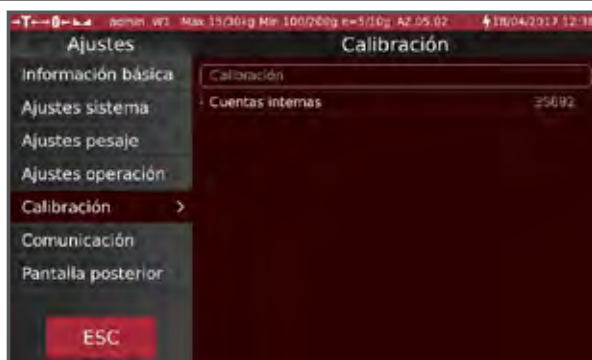 admin W1 Max 15/30kg Min 100/200g e=5/10g AZ.05.02 18/04/2017 12:38
Ajustes
Calibración
Información básica
Calibración
Ajustes sistema
- Cuentas internas 35692
Ajustes pesaje
Ajustes operación
Calibración >
Comunicación
Pantalla posterior
ESC